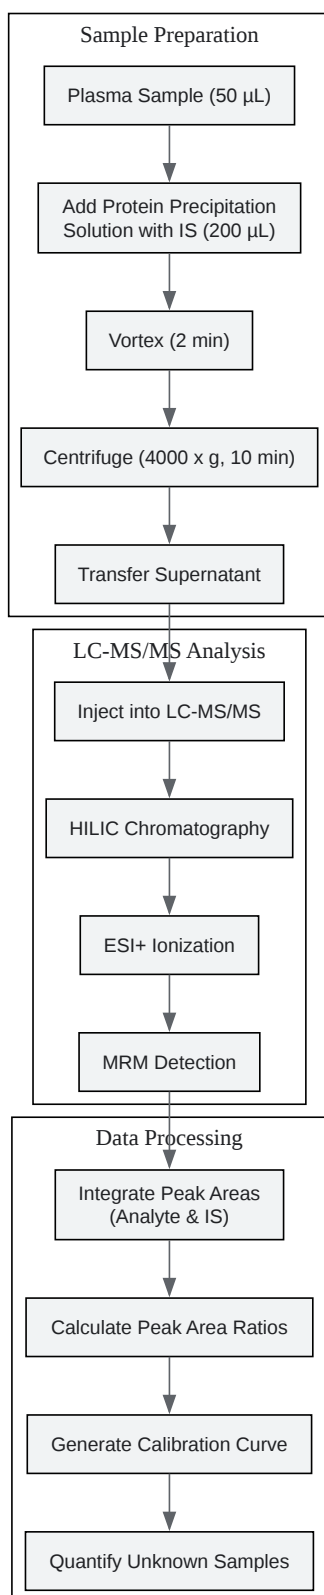 Sample Preparation
Plasma Sample (50 µL)
Add Protein Precipitation
Solution with IS (200 µL)
Vortex (2 min)
Centrifuge (4000 x g, 10 min)
Transfer Supernatant
LC-MS/MS Analysis
Inject into LC-MS/MS
HILIC Chromatography
ESI+ Ionization
MRM Detection
Data Processing
Integrate Peak Areas
(Analyte & IS)
Calculate Peak Area Ratios
Generate Calibration Curve
Quantify Unknown Samples